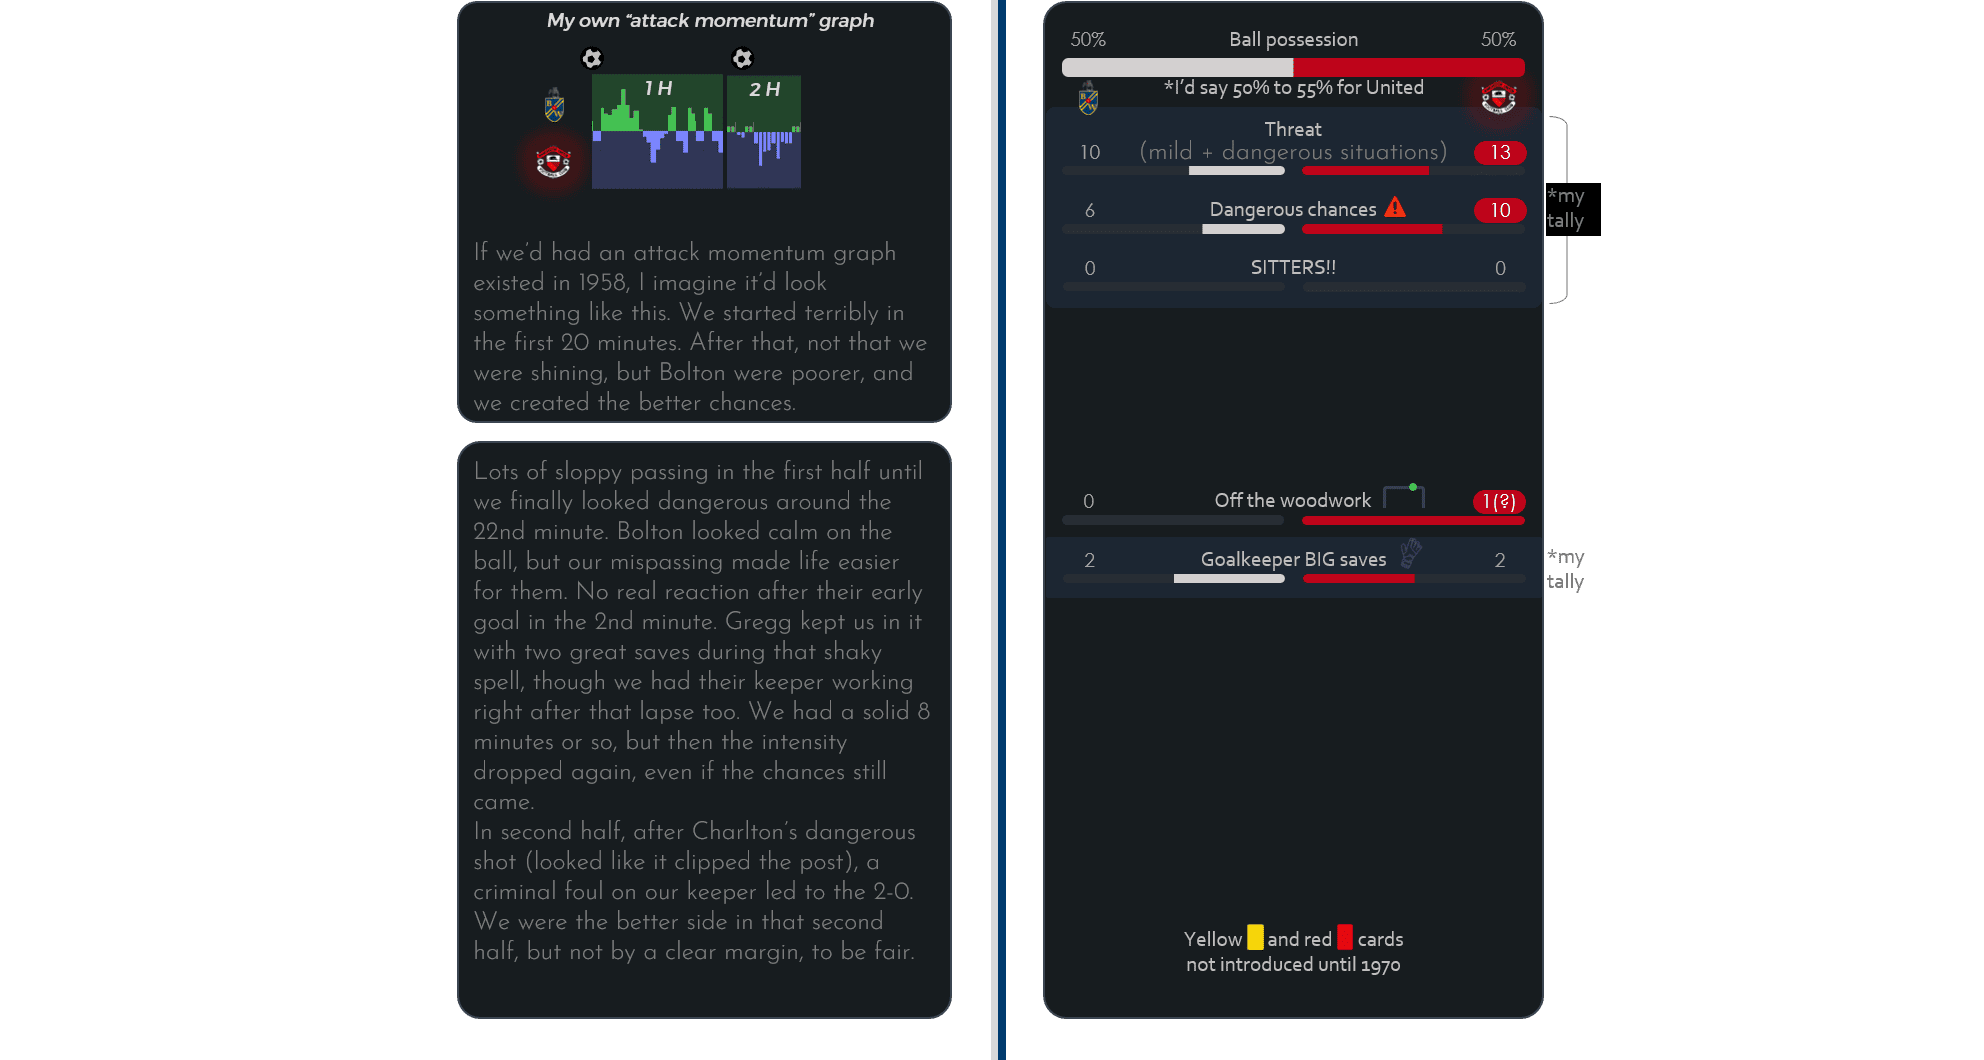 My own “attack momentum” graph
1 H
2 H
If we’d had an attack momentum graph
existed in 1958, I imagine it’d look
something like this. We started terribly in
the first 20 minutes. After that, not that we
were shining, but Bolton were poorer, and
we created the better chances.
Lots of sloppy passing in the first half until
we finally looked dangerous around the
22nd minute. Bolton looked calm on the
ball, but our mispassing made life easier
for them. No real reaction after their early
goal in the 2nd minute. Gregg kept us in it
with two great saves during that shaky
spell, though we had their keeper working
right after that lapse too. We had a solid 8
minutes or so, but then the intensity
dropped again, even if the chances still
came.
In second half, after Charlton’s dangerous
shot (looked like it clipped the post), a
criminal foul on our keeper led to the 2-0.
We were the better side in that second
half, but not by a clear margin, to be fair.
50% Ball possession 50%
*I’d say 50% to 55% for United
Threat
10 (mild + dangerous situations) 13
6 Dangerous chances 10
*my
tally
0 SITTERS!! 0
0 Off the woodwork 1(?)
2 Goalkeeper BIG saves 2
*my
tally
Yellow and red cards
not introduced until 1970